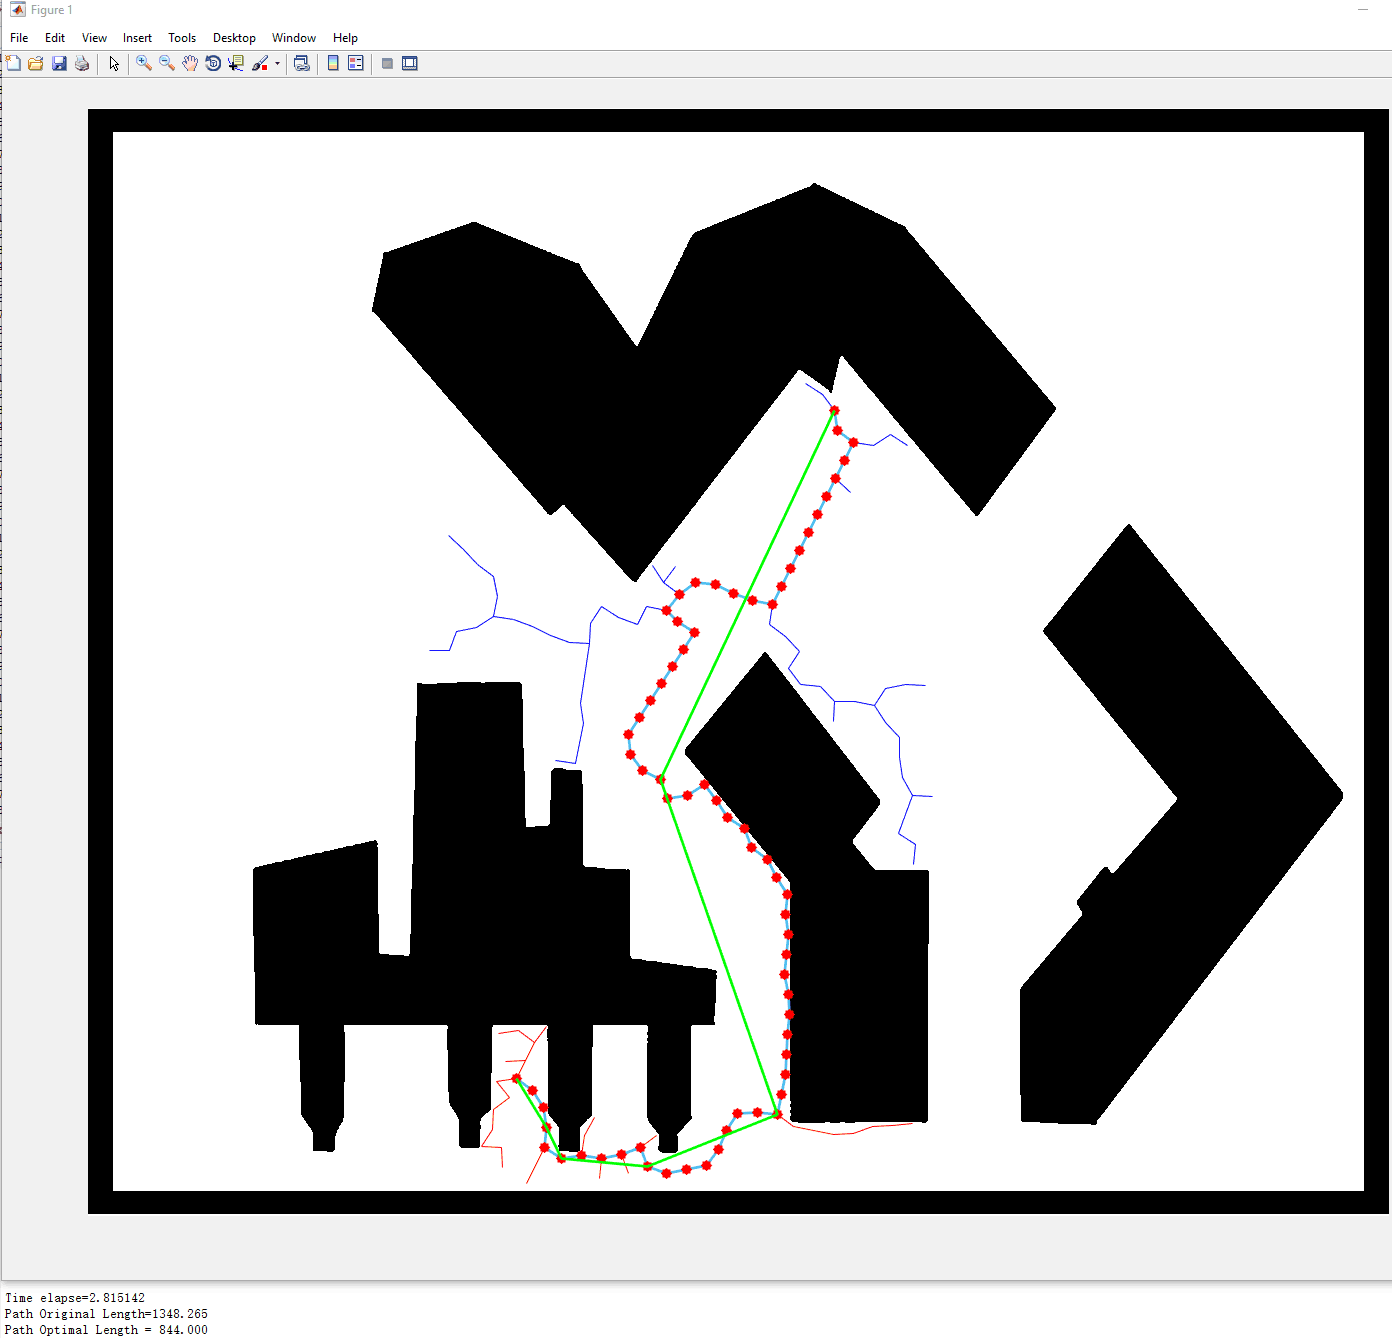 Figure 1
File Edit View Insert Tools Desktop Window Help
Time elapse=2.815142
Path Original Length=1348.265
Path Optimal Length = 844.000